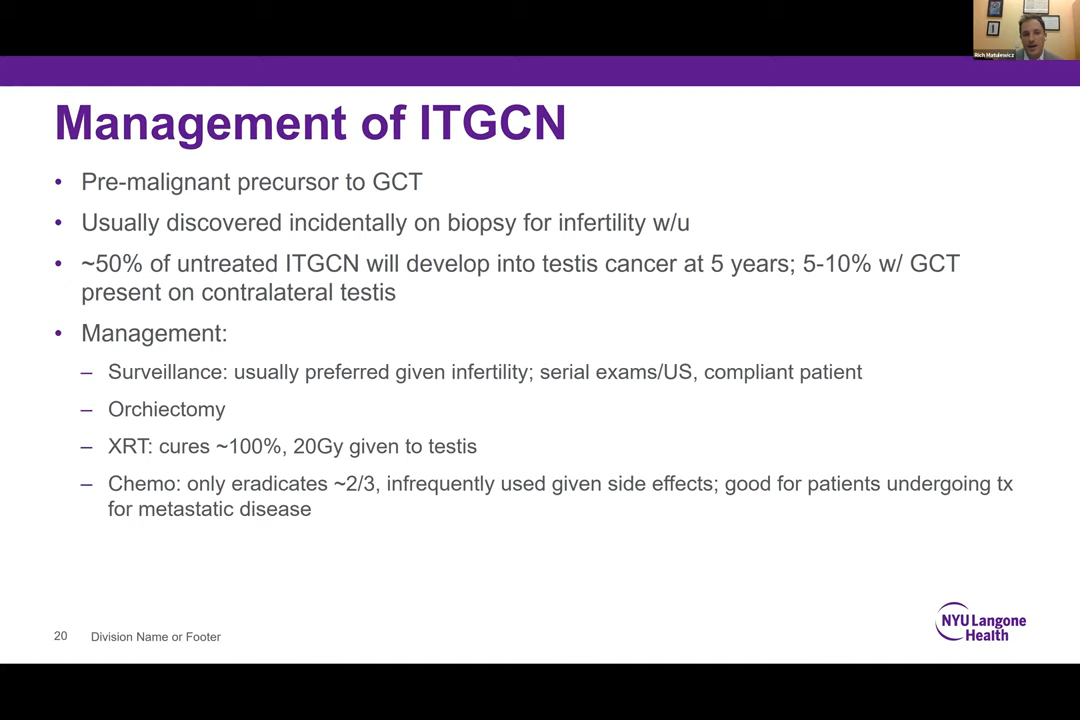 Rich Matulewicz
Management of ITGCN
• Pre-malignant precursor to GCT
• Usually discovered incidentally on biopsy for infertility w/u
• ~50% of untreated ITGCN will develop into testis cancer at 5 years; 5-10% w/ GCT
present on contralateral testis
• Management:
– Surveillance: usually preferred given infertility; serial exams/US, compliant patient
– Orchiectomy
– XRT: cures ~100%, 20Gy given to testis
– Chemo: only eradicates ~2/3, infrequently used given side effects; good for patients undergoing tx
for metastatic disease
20 Division Name or Footer
NYU Langone
Health